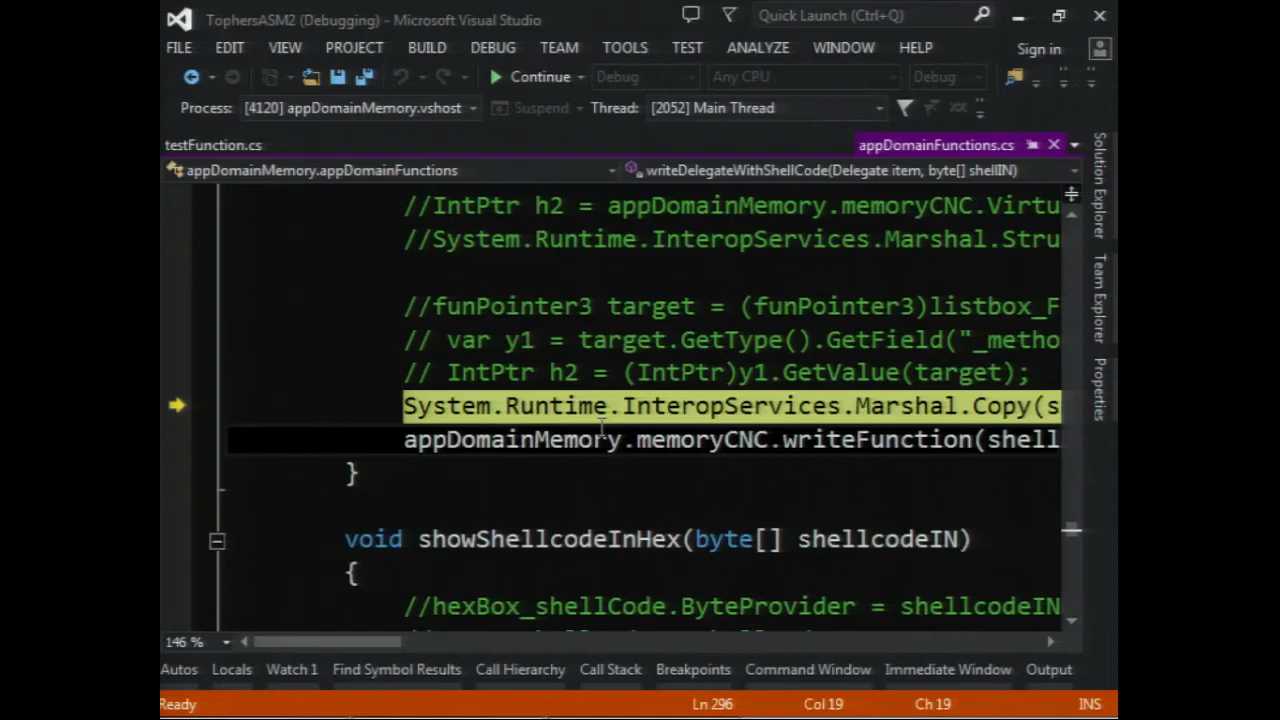 TophersASM2 (Debugging) - Microsoft Visual Studio
Quick Launch (Ctrl+Q)
FILE EDIT VIEW PROJECT BUILD DEBUG TEAM TOOLS TEST ANALYZE WINDOW HELP Sign in
Continue Debug Any CPU Debug
Process: [4120] appDomainMemory.vshost Suspend Thread: [2052] Main Thread
testFunction.cs appDomainFunctions.cs
appDomainMemory.appDomainFunctions writeDelegateWithShellCode(Delegate item, byte[] shellIN)
//IntPtr h2 = appDomainMemory.memoryCNC.Virtu
//System.Runtime.InteropServices.Marshal.Stru
//funPointer3 target = (funPointer3)listbox_F
// var y1 = target.GetType().GetField("_metho
// IntPtr h2 = (IntPtr)y1.GetValue(target);
System.Runtime.InteropServices.Marshal.Copy(s
appDomainMemory.memoryCNC.writeFunction(shell
}
void showShellcodeInHex(byte[] shellcodeIN)
{
//hexBox_shellCode.ByteProvider = shellcodeIN
146 %
Autos Locals Watch 1 Find Symbol Results Call Hierarchy Call Stack Breakpoints Command Window Immediate Window Output
Ready Ln 296 Col 19 Ch 19 INS
Solution Explorer
Team Explorer
Properties